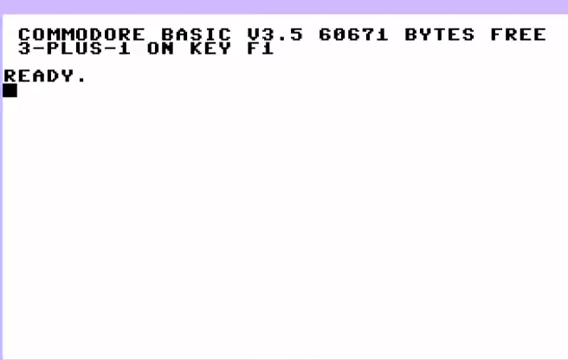 COMMODORE BASIC V3.5 60671 BYTES FREE
3-PLUS-1 ON KEY F1
READY.